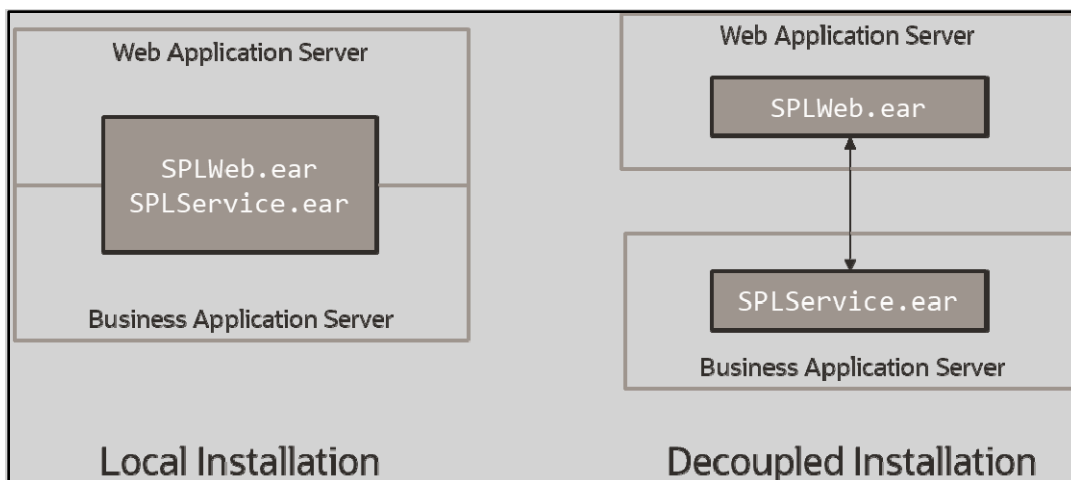 Web Application Server
SPLWeb.ear
SPLService.ear
Business Application Server
Local Installation
Web Application Server
SPLWeb.ear
SPLService.ear
Business Application Server
Decoupled Installation